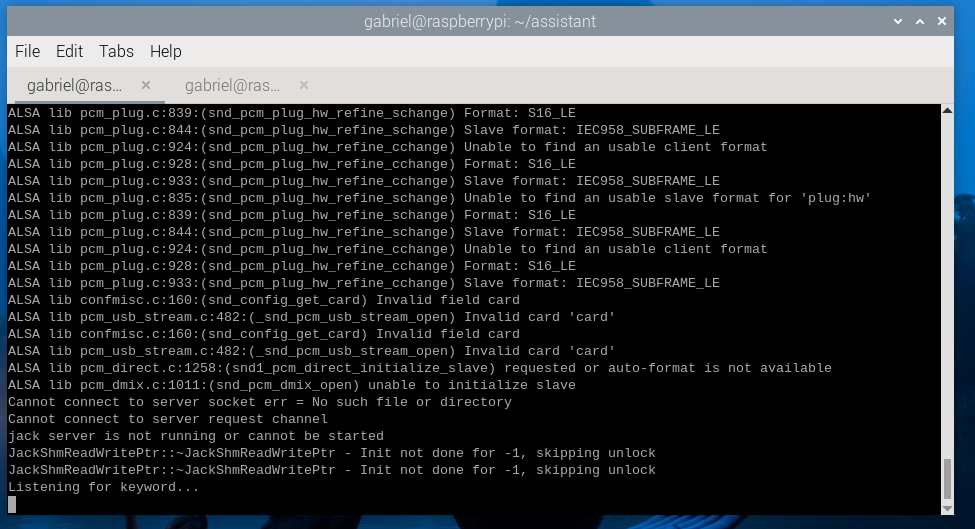 gabriel@raspberrypi: ~/assistant
File Edit Tabs Help
gabriel@ras... × gabriel@ras... ×
ALSA lib pcm_plug.c:839:(snd_pcm_plug_hw_refine_schange) Format: S16_LE
ALSA lib pcm_plug.c:844:(snd_pcm_plug_hw_refine_schange) Slave format: IEC958_SUBFRAME_LE
ALSA lib pcm_plug.c:924:(snd_pcm_plug_hw_refine_cchange) Unable to find an usable client format
ALSA lib pcm_plug.c:928:(snd_pcm_plug_hw_refine_cchange) Format: S16_LE
ALSA lib pcm_plug.c:933:(snd_pcm_plug_hw_refine_cchange) Slave format: IEC958_SUBFRAME_LE
ALSA lib pcm_plug.c:835:(snd_pcm_plug_hw_refine_schange) Unable to find an usable slave format for 'plug:hw'
ALSA lib pcm_plug.c:839:(snd_pcm_plug_hw_refine_schange) Format: S16_LE
ALSA lib pcm_plug.c:844:(snd_pcm_plug_hw_refine_schange) Slave format: IEC958_SUBFRAME_LE
ALSA lib pcm_plug.c:924:(snd_pcm_plug_hw_refine_cchange) Unable to find an usable client format
ALSA lib pcm_plug.c:928:(snd_pcm_plug_hw_refine_cchange) Format: S16_LE
ALSA lib pcm_plug.c:933:(snd_pcm_plug_hw_refine_cchange) Slave format: IEC958_SUBFRAME_LE
ALSA lib confmisc.c:160:(snd_config_get_card) Invalid field card
ALSA lib pcm_usb_stream.c:482:(_snd_pcm_usb_stream_open) Invalid card 'card'
ALSA lib confmisc.c:160:(snd_config_get_card) Invalid field card
ALSA lib pcm_usb_stream.c:482:(_snd_pcm_usb_stream_open) Invalid card 'card'
ALSA lib pcm_direct.c:1258:(snd1_pcm_direct_initialize_slave) requested or auto-format is not available
ALSA lib pcm_dmix.c:1011:(snd_pcm_dmix_open) unable to initialize slave
Cannot connect to server socket err = No such file or directory
Cannot connect to server request channel
jack server is not running or cannot be started
JackShmReadWritePtr::~JackShmReadWritePtr - Init not done for -1, skipping unlock
JackShmReadWritePtr::~JackShmReadWritePtr - Init not done for -1, skipping unlock
Listening for keyword...